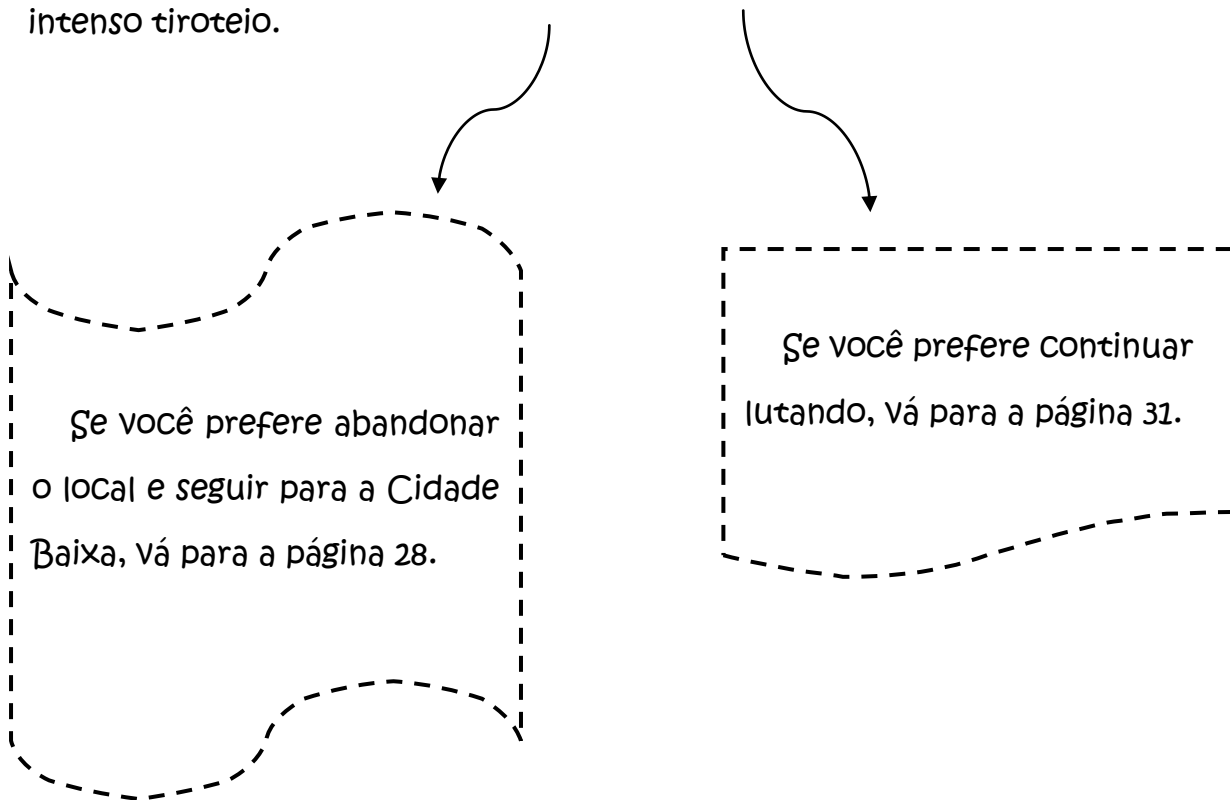 intenso tiroteio.
Se você prefere abandonar
o local e seguir para a Cidade
Baixa, vá para a página 28.
Se você prefere continuar
lutando, vá para a página 31.